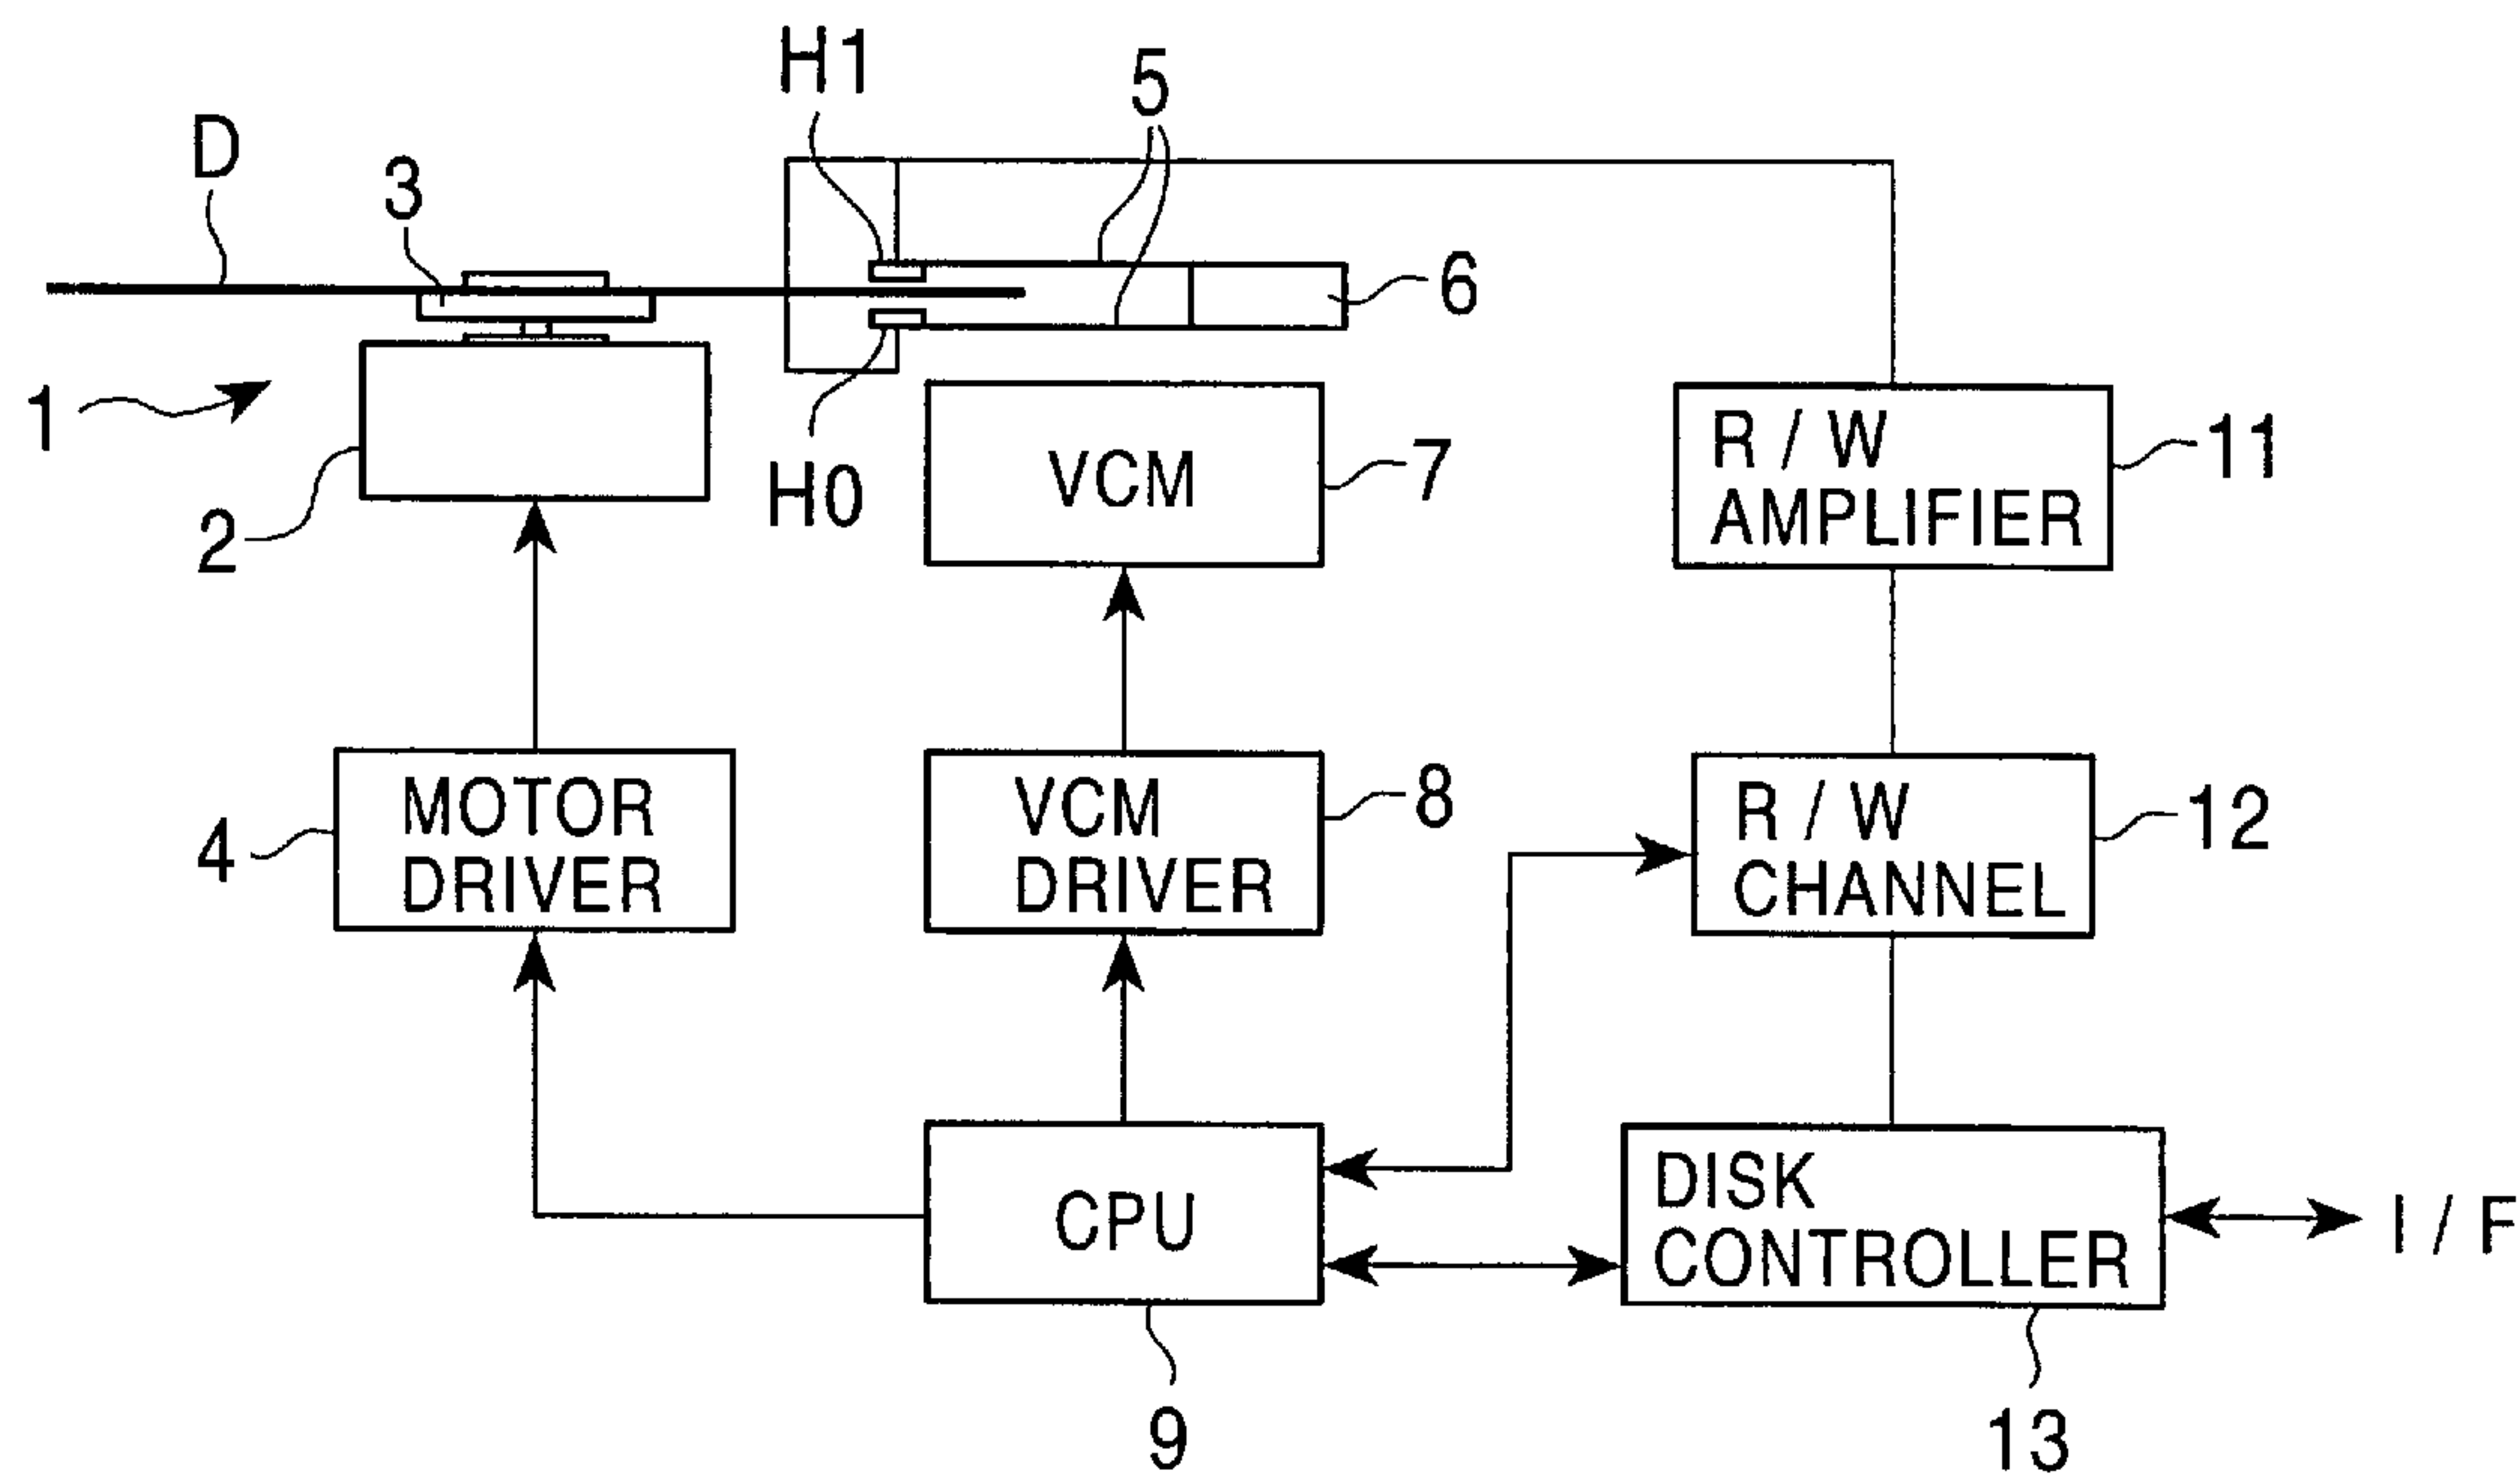 H1
5
D
3
6
1
2
H0
VCM
7
R / W
AMPLIFIER
11
4
MOTOR
DRIVER
VCM
DRIVER
8
R / W
CHANNEL
12
CPU
9
DISK
CONTROLLER
13
I / F